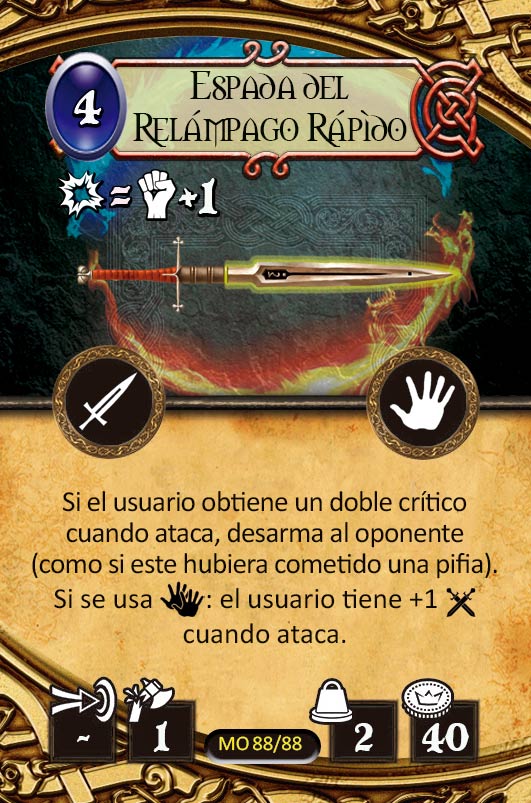 4
Espada del
Relámpago Rápido
= +1
Si el usuario obtiene un doble crítico
cuando ataca, desarma al oponente
(como si este hubiera cometido una pifia).
Si se usa : el usuario tiene +1
cuando ataca.
- 1 MO 88/88 2 40